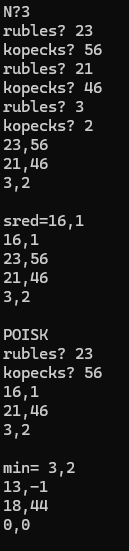 N?3
rubles? 23
kopecks? 56
rubles? 21
kopecks? 46
rubles? 3
kopecks? 2
23,56
21,46
3,2
sred=16,1
16,1
23,56
21,46
3,2
POISK
rubles? 23
kopecks? 56
16,1
21,46
3,2
min= 3,2
13,-1
18,44
0,0